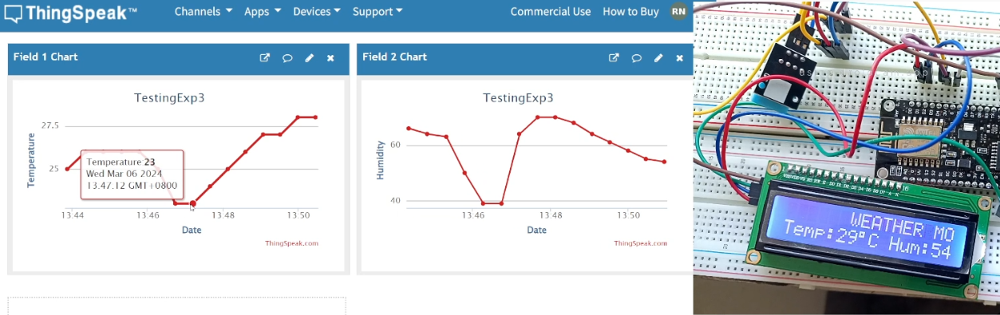 ThingSpeak™
Channels Apps Devices Support
Commercial Use How to Buy RN
Field 1 Chart
TestingExp3
Temperature
27.5
25
Temperature:23
Wed Mar 06 2024
13:47:12 GMT+0800
13:44 13:46 13:48 13:50
Date
ThingSpeak.com
Field 2 Chart
TestingExp3
Humidity
60
40
13:46 13:48 13:50
Date
ThingSpeak.com
WEATHER MO
Temp:29°C Hum:54